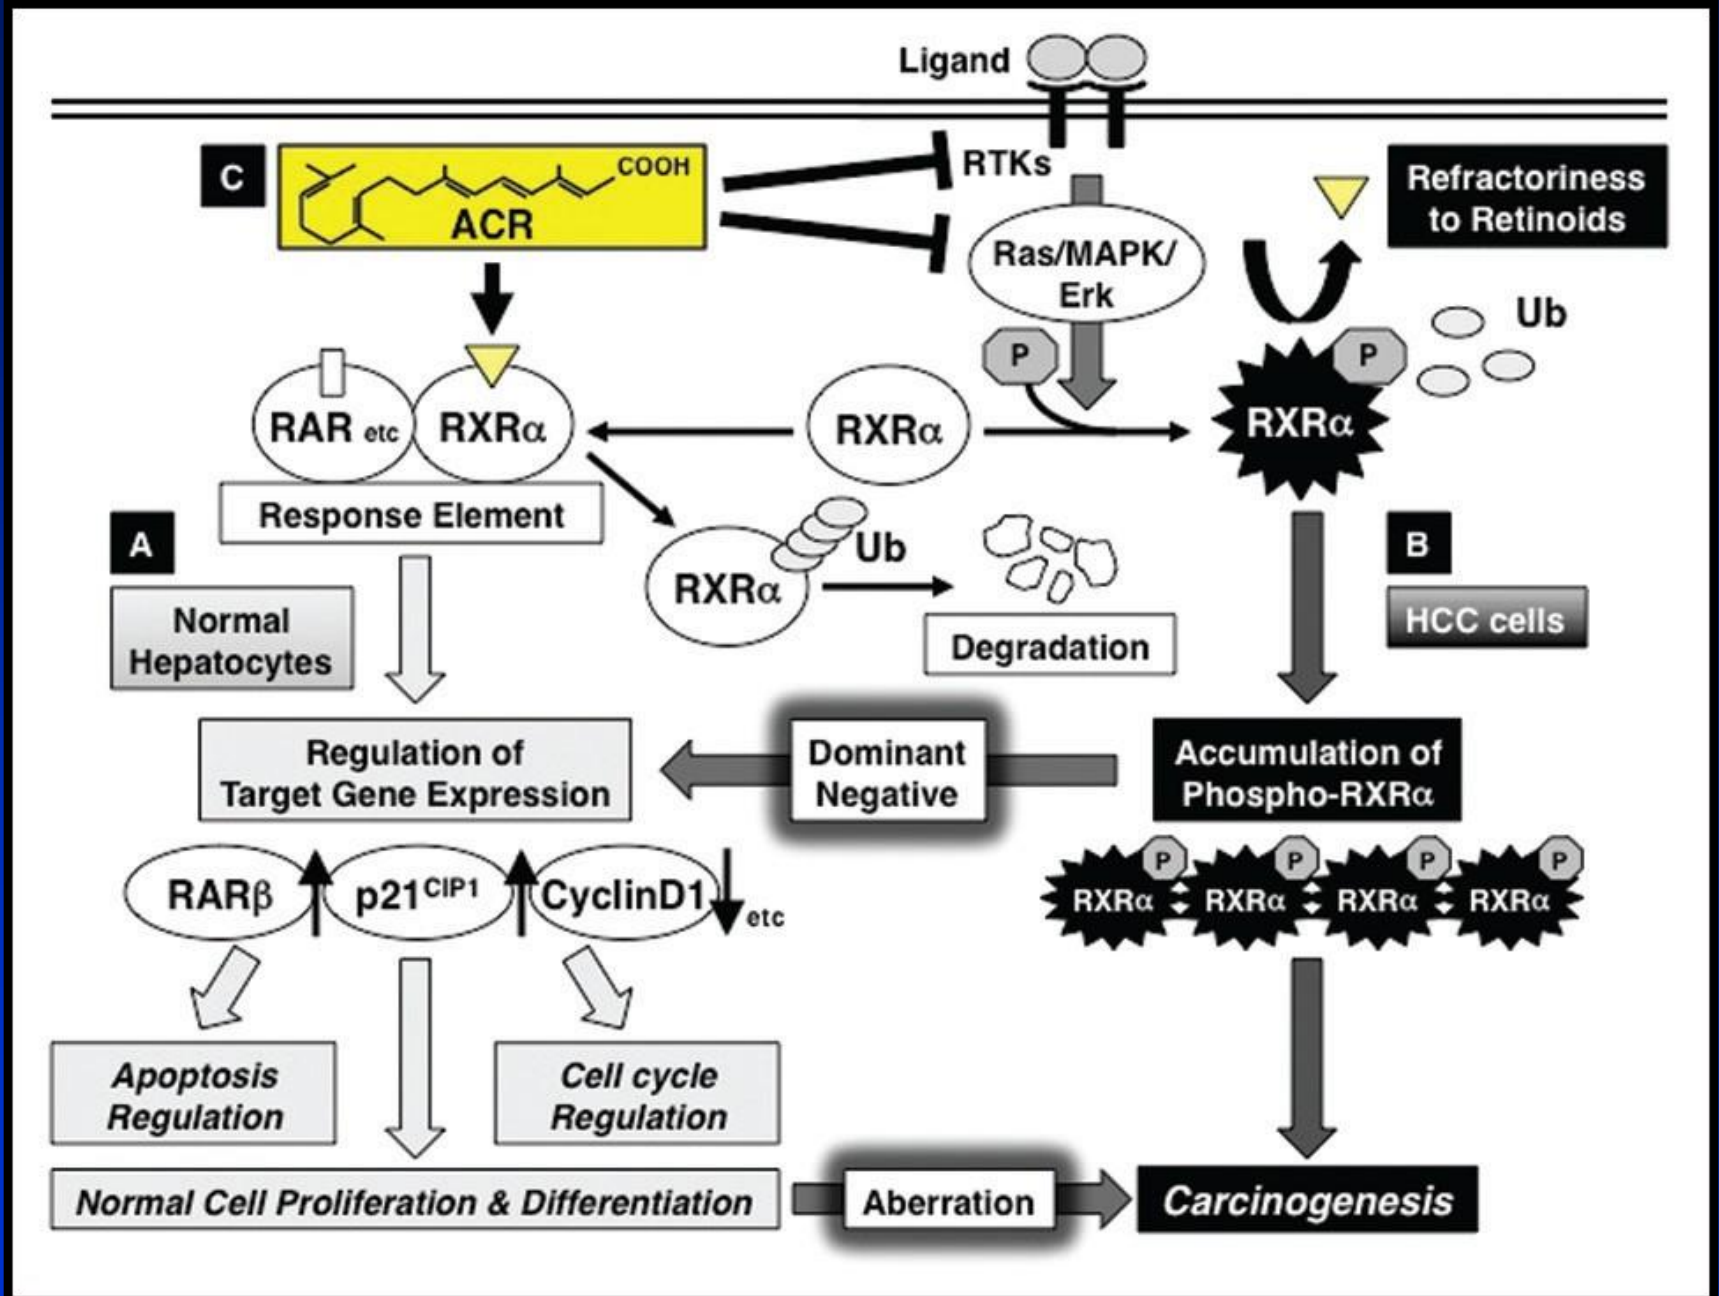 Ligand
C
COOH
ACR
RTKs
Refractoriness
to Retinoids
Ras/MAPK/
Erk
Ub
P
P
RAR etc
RXRα
RXRα
RXRα
Response Element
A
Ub
RXRα
B
Normal
Hepatocytes
Degradation
HCC cells
Regulation of
Target Gene Expression
Dominant
Negative
Accumulation of
Phospho-RXRα
RARβ
p21CIP1
CyclinD1
etc
P
P
P
P
RXRα
RXRα
RXRα
RXRα
Apoptosis
Regulation
Cell cycle
Regulation
Normal Cell Proliferation & Differentiation
Aberration
Carcinogenesis